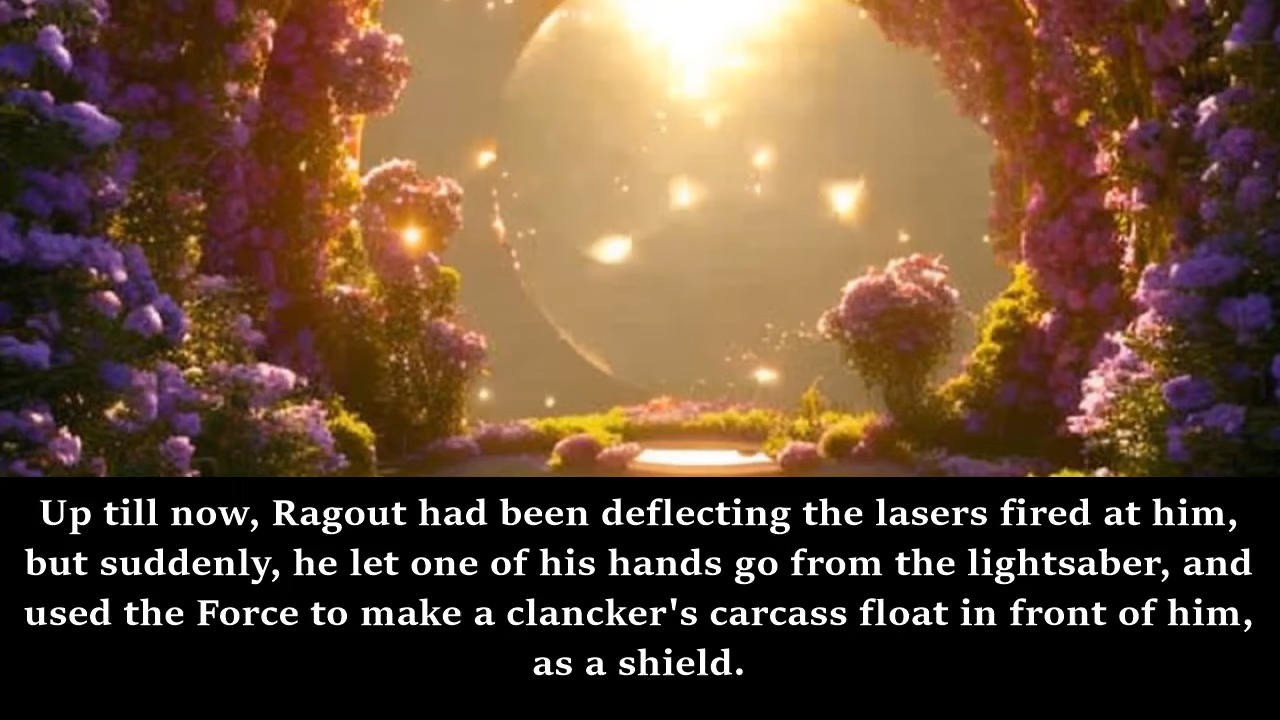 Up till now, Ragout had been deflecting the lasers fired at him,
but suddenly, he let one of his hands go from the lightsaber, and
used the Force to make a clancker's carcass float in front of him,
as a shield.